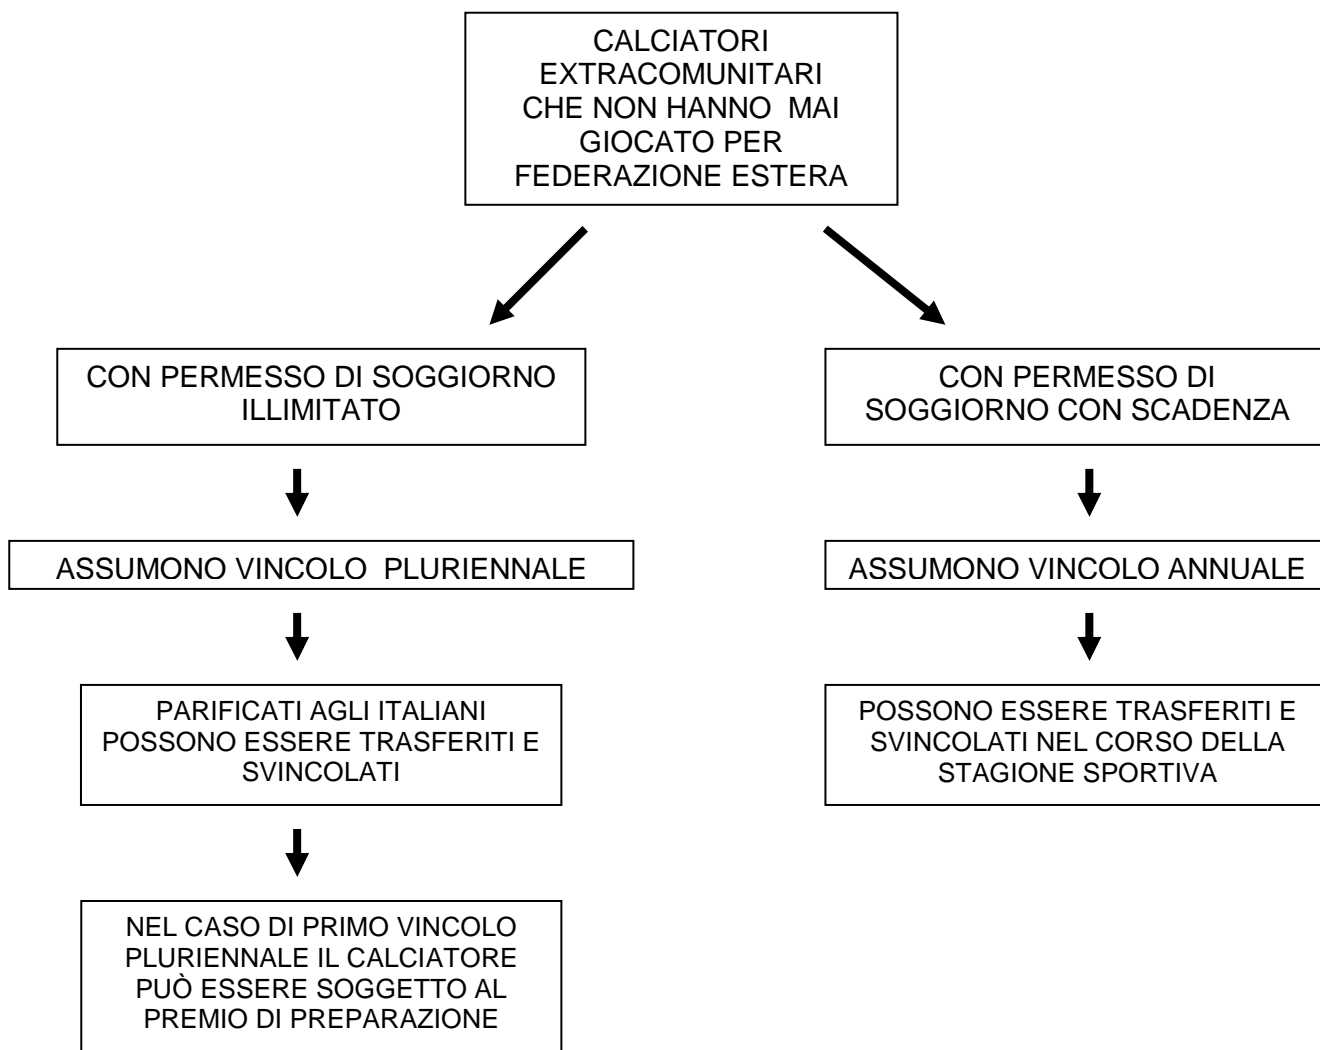 CALCIATORI
EXTRACOMUNITARI
CHE NON HANNO MAI
GIOCATO PER
FEDERAZIONE ESTERA
CON PERMESSO DI SOGGIORNO
ILLIMITATO
CON PERMESSO DI
SOGGIORNO CON SCADENZA
ASSUMONO VINCOLO PLURIENNALE
ASSUMONO VINCOLO ANNUALE
PARIFICATI AGLI ITALIANI
POSSONO ESSERE TRASFERITI E
SVINCOLATI
POSSONO ESSERE TRASFERITI E
SVINCOLATI NEL CORSO DELLA
STAGIONE SPORTIVA
NEL CASO DI PRIMO VINCOLO
PLURIENNALE IL CALCIATORE
PUÒ ESSERE SOGGETTO AL
PREMIO DI PREPARAZIONE